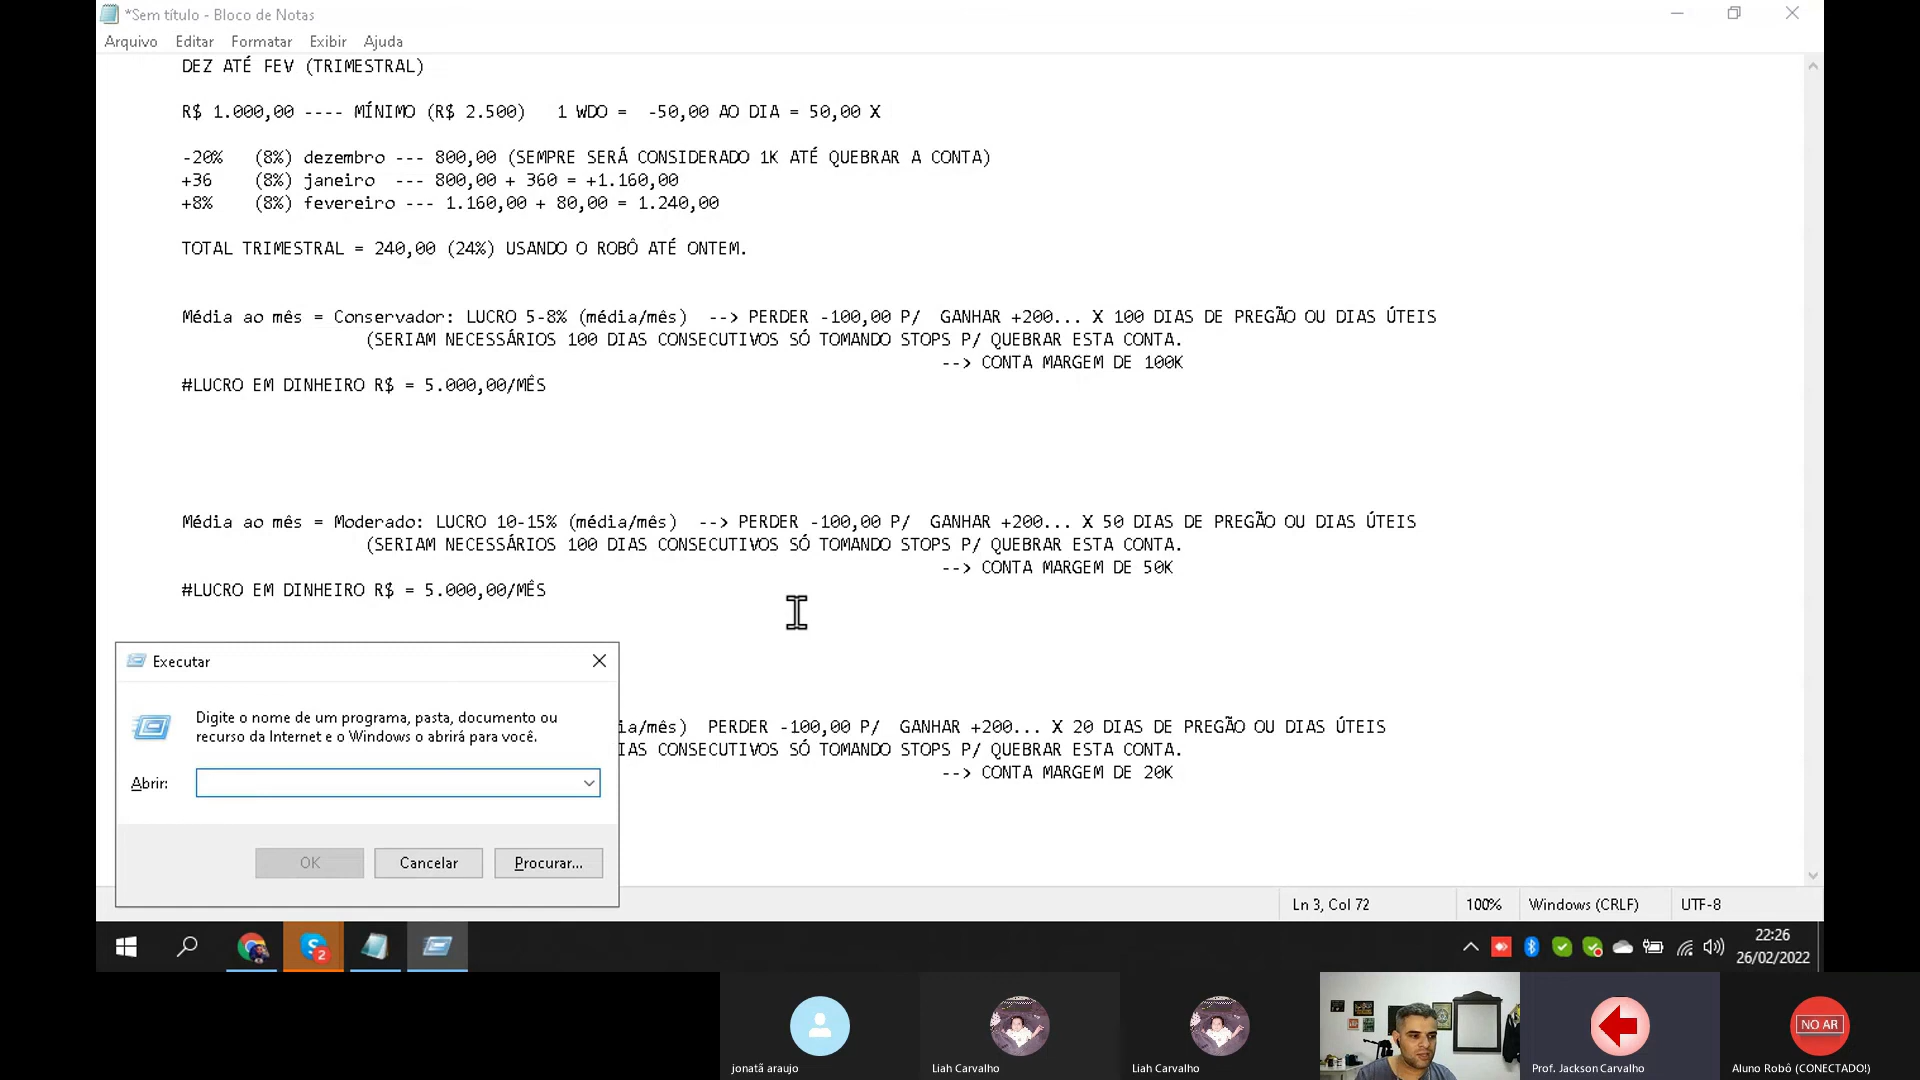 *Sem título - Bloco de Notas
Arquivo Editar Formatar Exibir Ajuda
DEZ ATÉ FEV (TRIMESTRAL)
R$ 1.000,00 ---- MÍNIMO (R$ 2.500) 1 WDO = -50,00 AO DIA = 50,00 X
-20% (8%) dezembro --- 800,00 (SEMPRE SERÁ CONSIDERADO 1K ATÉ QUEBRAR A CONTA)
+36 (8%) janeiro --- 800,00 + 360 = +1.160,00
+8% (8%) fevereiro --- 1.160,00 + 80,00 = 1.240,00
TOTAL TRIMESTRAL = 240,00 (24%) USANDO O ROBÔ ATÉ ONTEM.
Média ao mês = Conservador: LUCRO 5-8% (média/mês) --> PERDER -100,00 P/ GANHAR +200... X 100 DIAS DE PREGÃO OU DIAS ÚTEIS
(SERIAM NECESSÁRIOS 100 DIAS CONSECUTIVOS SÓ TOMANDO STOPS P/ QUEBRAR ESTA CONTA.
--> CONTA MARGEM DE 100K
#LUCRO EM DINHEIRO R$ = 5.000,00/MÊS
Média ao mês = Moderado: LUCRO 10-15% (média/mês) --> PERDER -100,00 P/ GANHAR +200... X 50 DIAS DE PREGÃO OU DIAS ÚTEIS
(SERIAM NECESSÁRIOS 100 DIAS CONSECUTIVOS SÓ TOMANDO STOPS P/ QUEBRAR ESTA CONTA.
--> CONTA MARGEM DE 50K
#LUCRO EM DINHEIRO R$ = 5.000,00/MÊS
Executar
Digite o nome de um programa, pasta, documento ou
recurso da Internet e o Windows o abrirá para você.
Abrir:
OK Cancelar Procurar...
ia/mês) PERDER -100,00 P/ GANHAR +200... X 20 DIAS DE PREGÃO OU DIAS ÚTEIS
IAS CONSECUTIVOS SÓ TOMANDO STOPS P/ QUEBRAR ESTA CONTA.
--> CONTA MARGEM DE 20K
Ln 3, Col 72 100% Windows (CRLF) UTF-8
2
22:26
26/02/2022
NO AR
jonatã araujo Liah Carvalho Liah Carvalho Prof. Jackson Carvalho Aluno Robô (CONECTADO!)